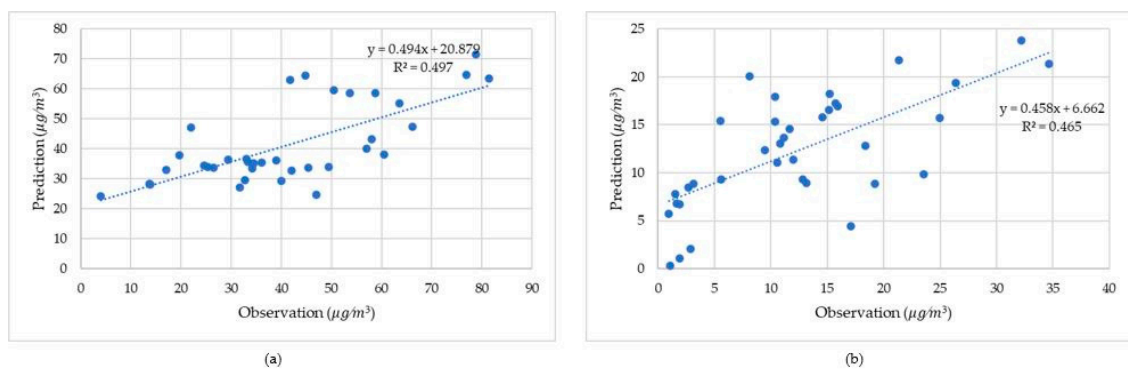 80
70
60
50
40
30
20
10
0
Prediction (μg/m³)
y = 0.494x + 20.879
R² = 0.497
0 10 20 30 40 50 60 70 80 90
Observation (μg/m³)
(a)
25
20
15
10
5
0
Prediction (μg/m³)
y = 0.458x + 6.662
R² = 0.465
0 5 10 15 20 25 30 35 40
Observation (μg/m³)
(b)